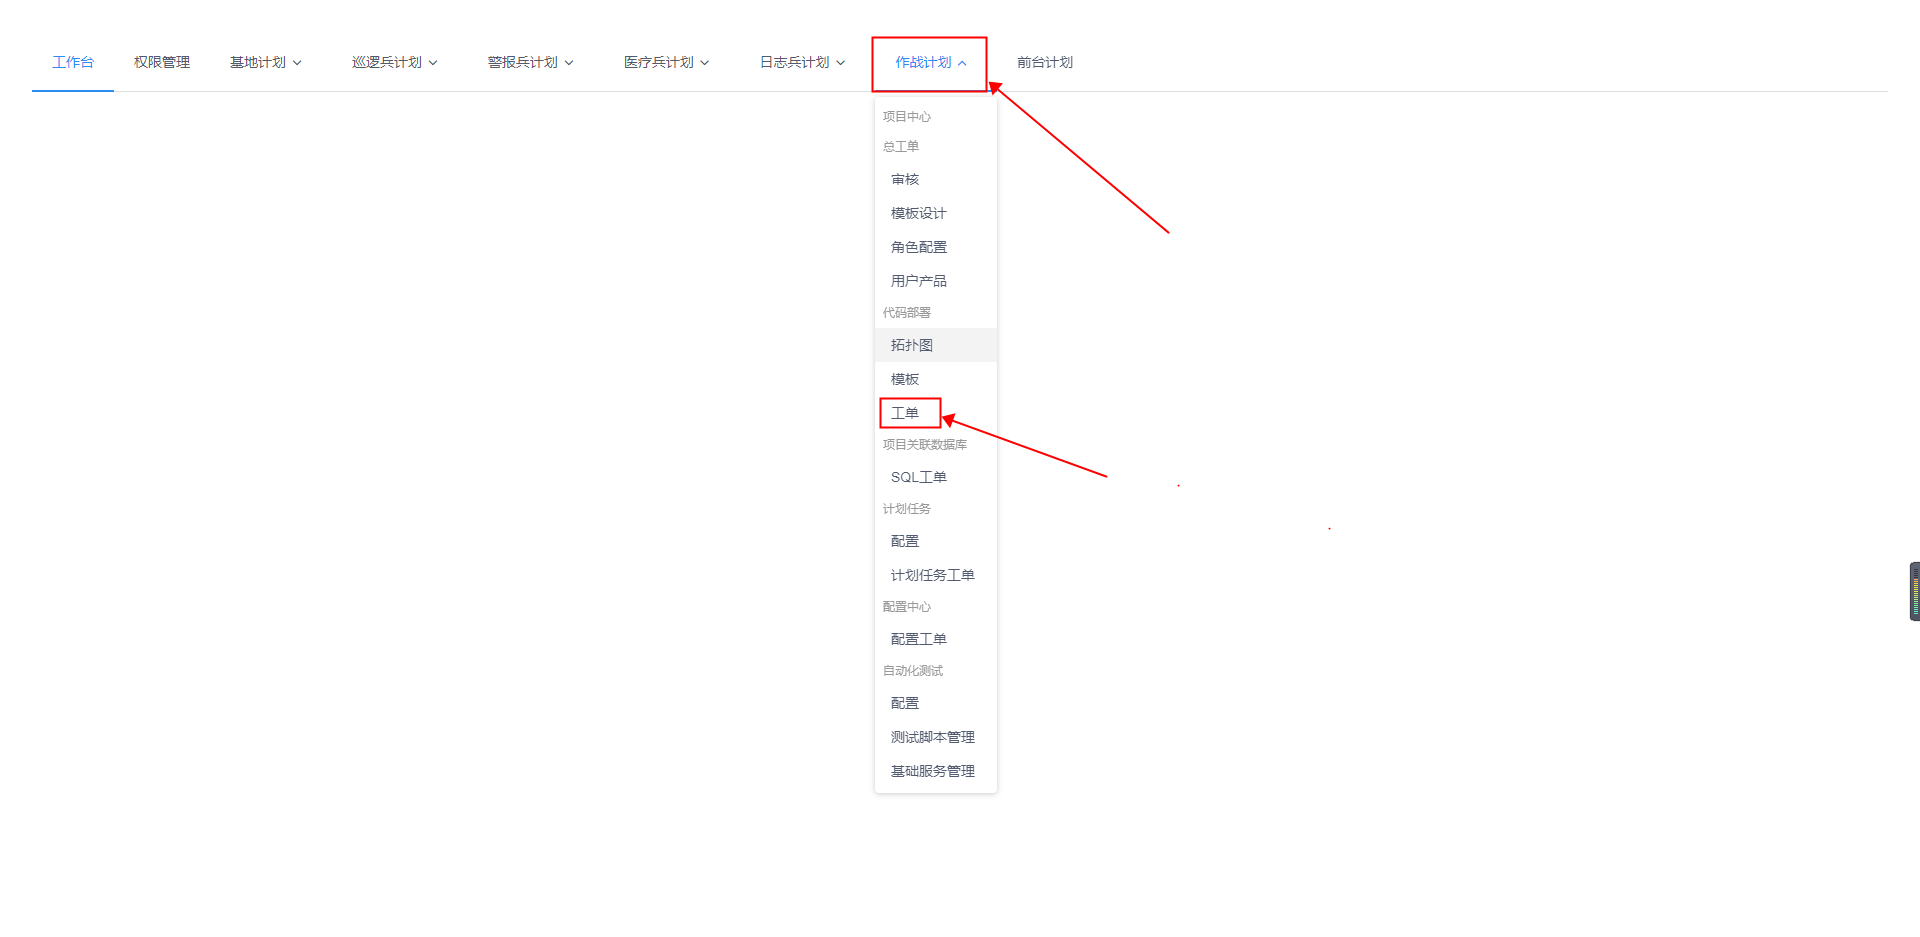 工作台 权限管理 基地计划 巡逻兵计划 警报兵计划 医疗兵计划 日志兵计划 作战计划 前台计划
项目中心
总工单
审核
模板设计
角色配置
用户产品
代码部署
拓扑图
模板
工单
项目关联数据库
SQL工单
计划任务
配置
计划任务工单
配置中心
配置工单
自动化测试
配置
测试脚本管理
基础服务管理